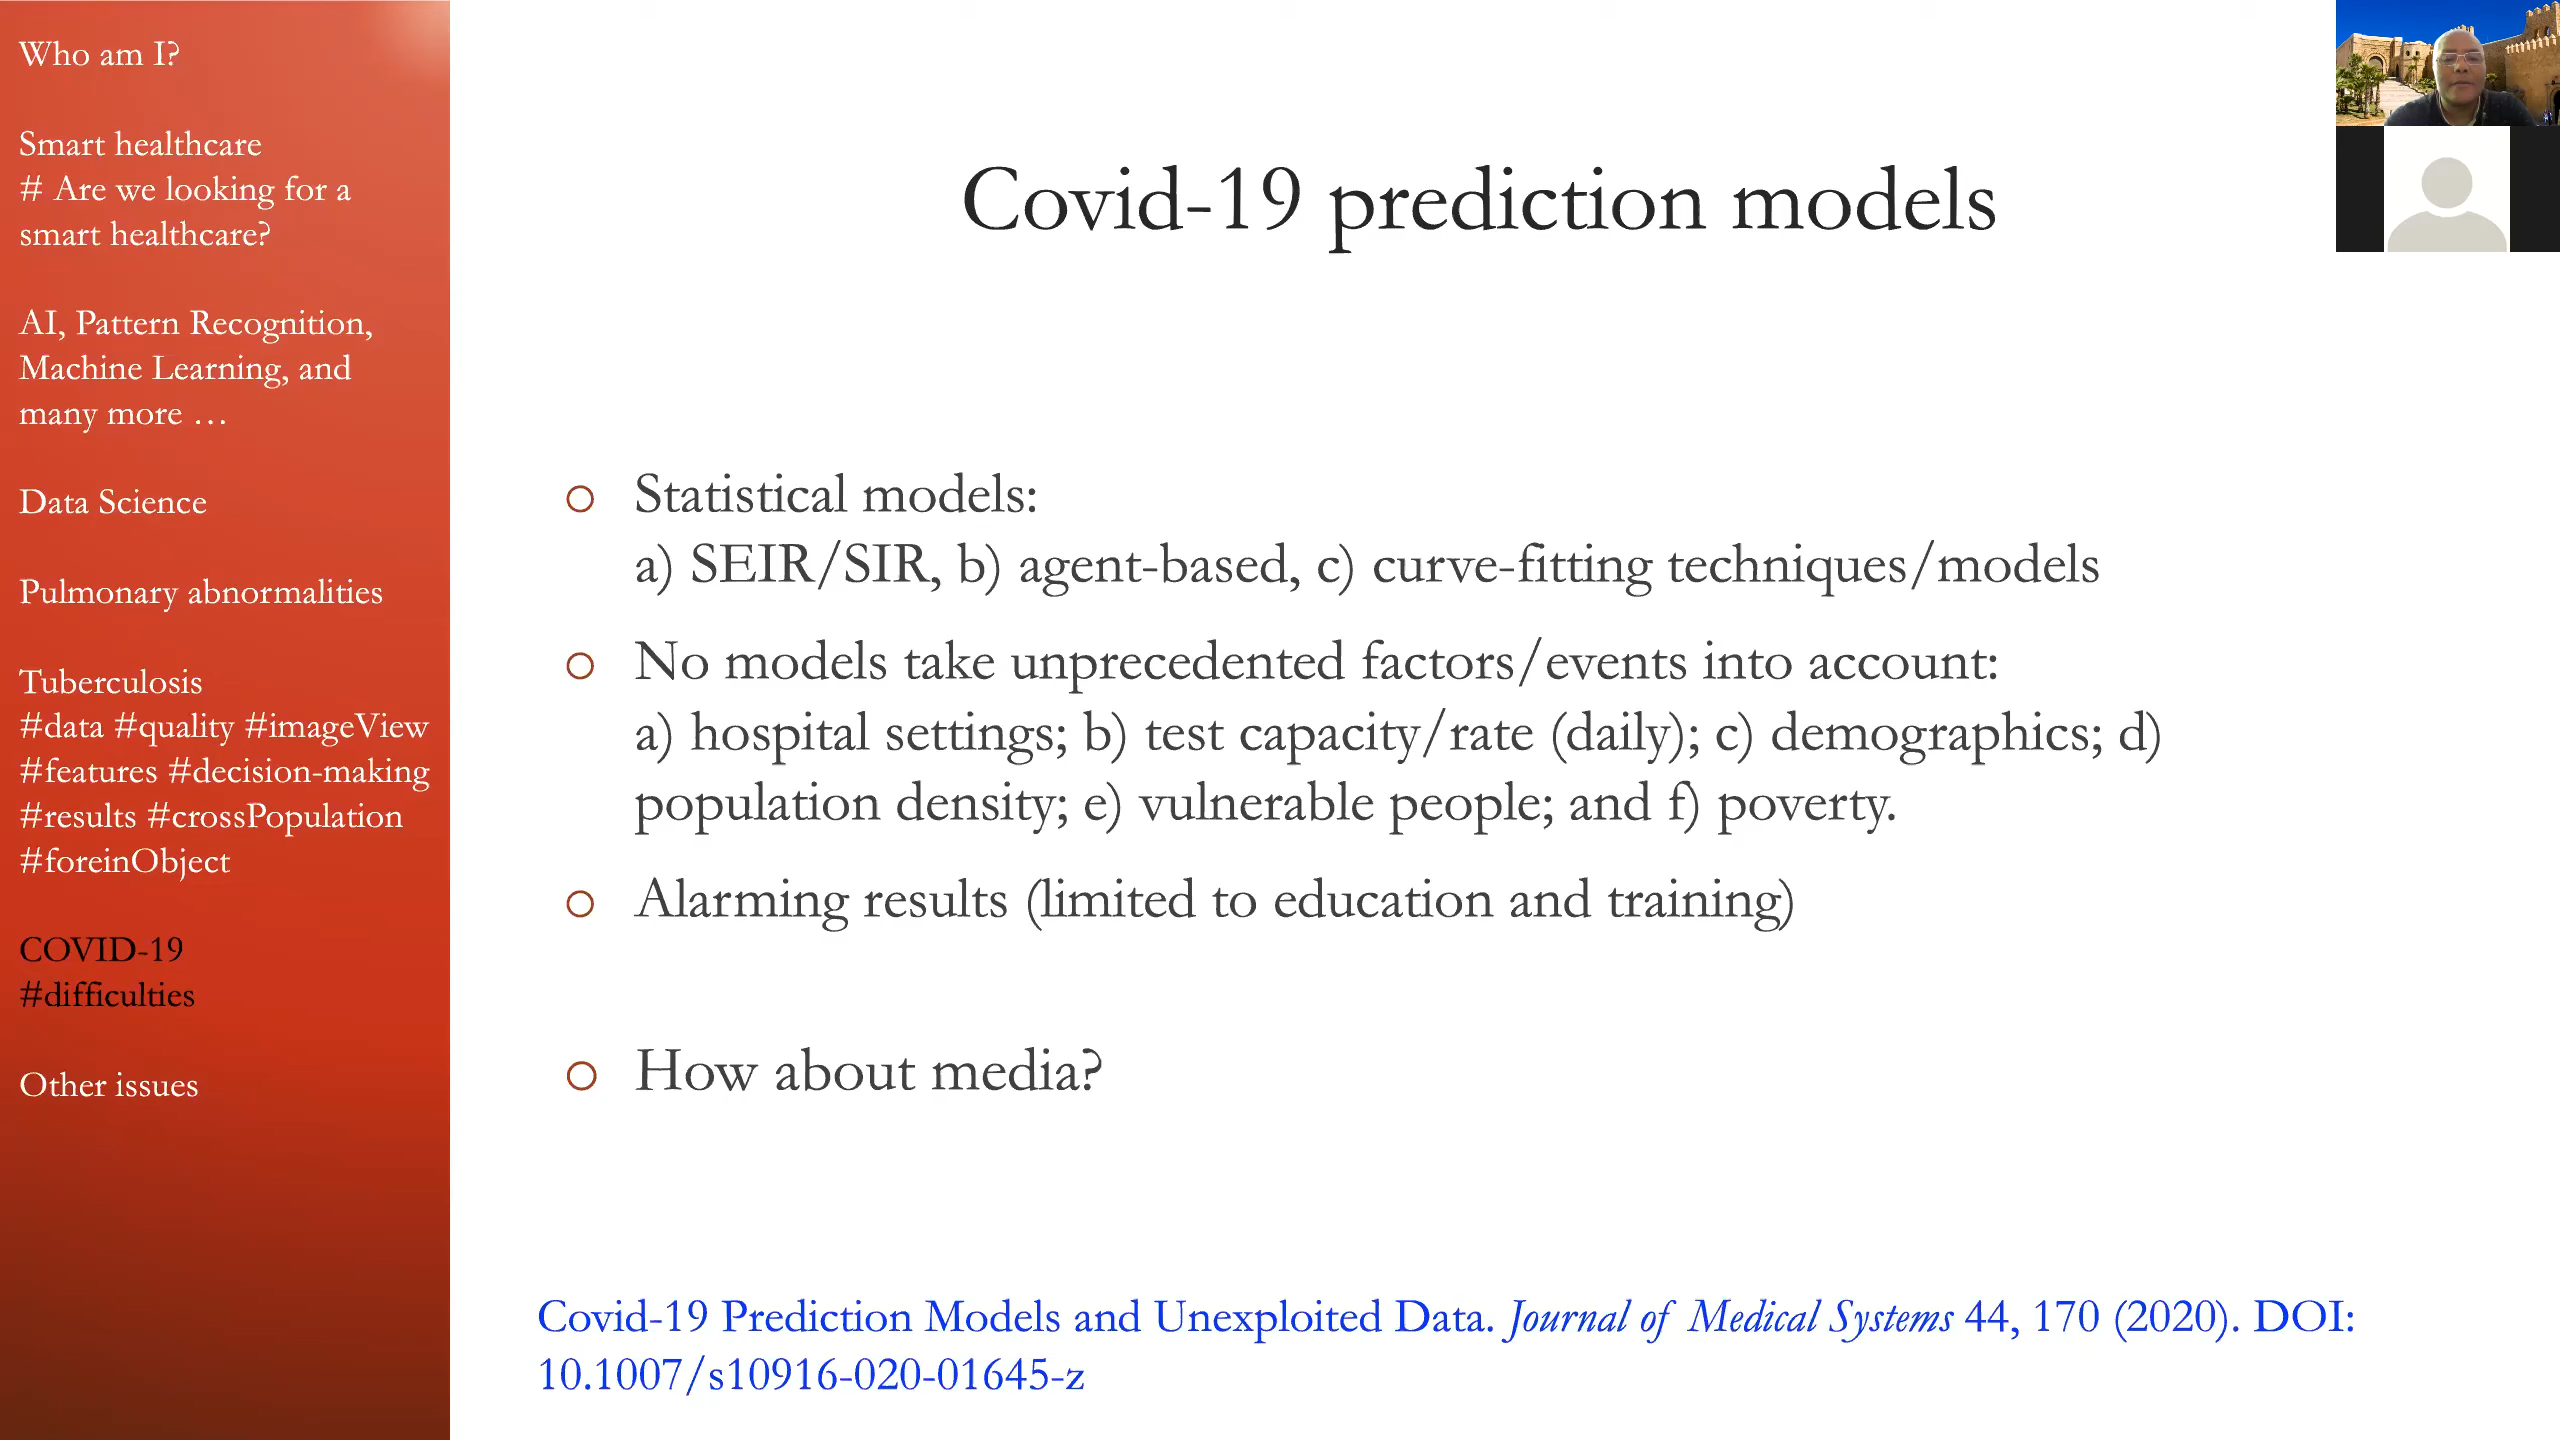 Who am I?
Smart healthcare
# Are we looking for a
smart healthcare?
AI, Pattern Recognition,
Machine Learning, and
many more …
Data Science
Pulmonary abnormalities
Tuberculosis
#data #quality #imageView
#features #decision-making
#results #crossPopulation
#foreinObject
COVID-19
#difficulties
Other issues
Covid-19 prediction models
Statistical models:
a) SEIR/SIR, b) agent-based, c) curve-fitting techniques/models
No models take unprecedented factors/events into account:
a) hospital settings; b) test capacity/rate (daily); c) demographics; d)
population density; e) vulnerable people; and f) poverty.
Alarming results (limited to education and training)
How about media?
Covid-19 Prediction Models and Unexploited Data. Journal of Medical Systems 44, 170 (2020). DOI:
10.1007/s10916-020-01645-z